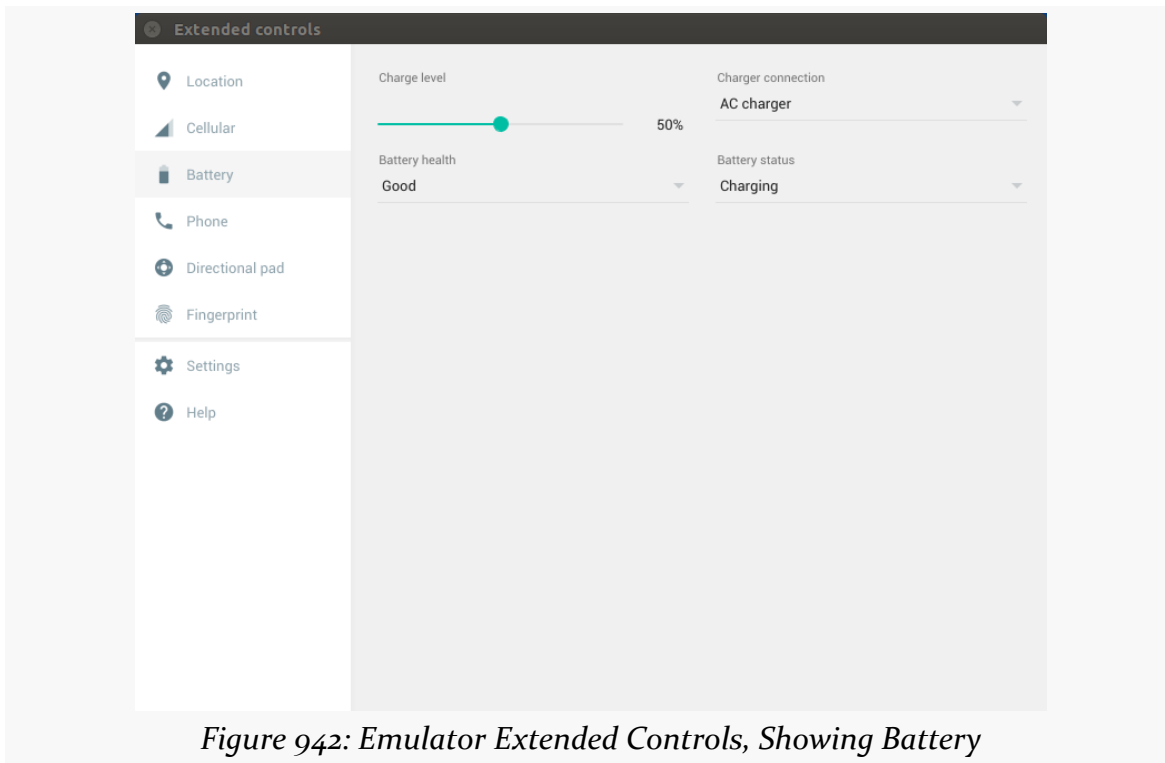 Extended controls
Location
Cellular
Battery
Phone
Directional pad
Fingerprint
Settings
Help
Charge level
50%
Charger connection
AC charger
Battery health
Good
Battery status
Charging
Figure 942: Emulator Extended Controls, Showing Battery